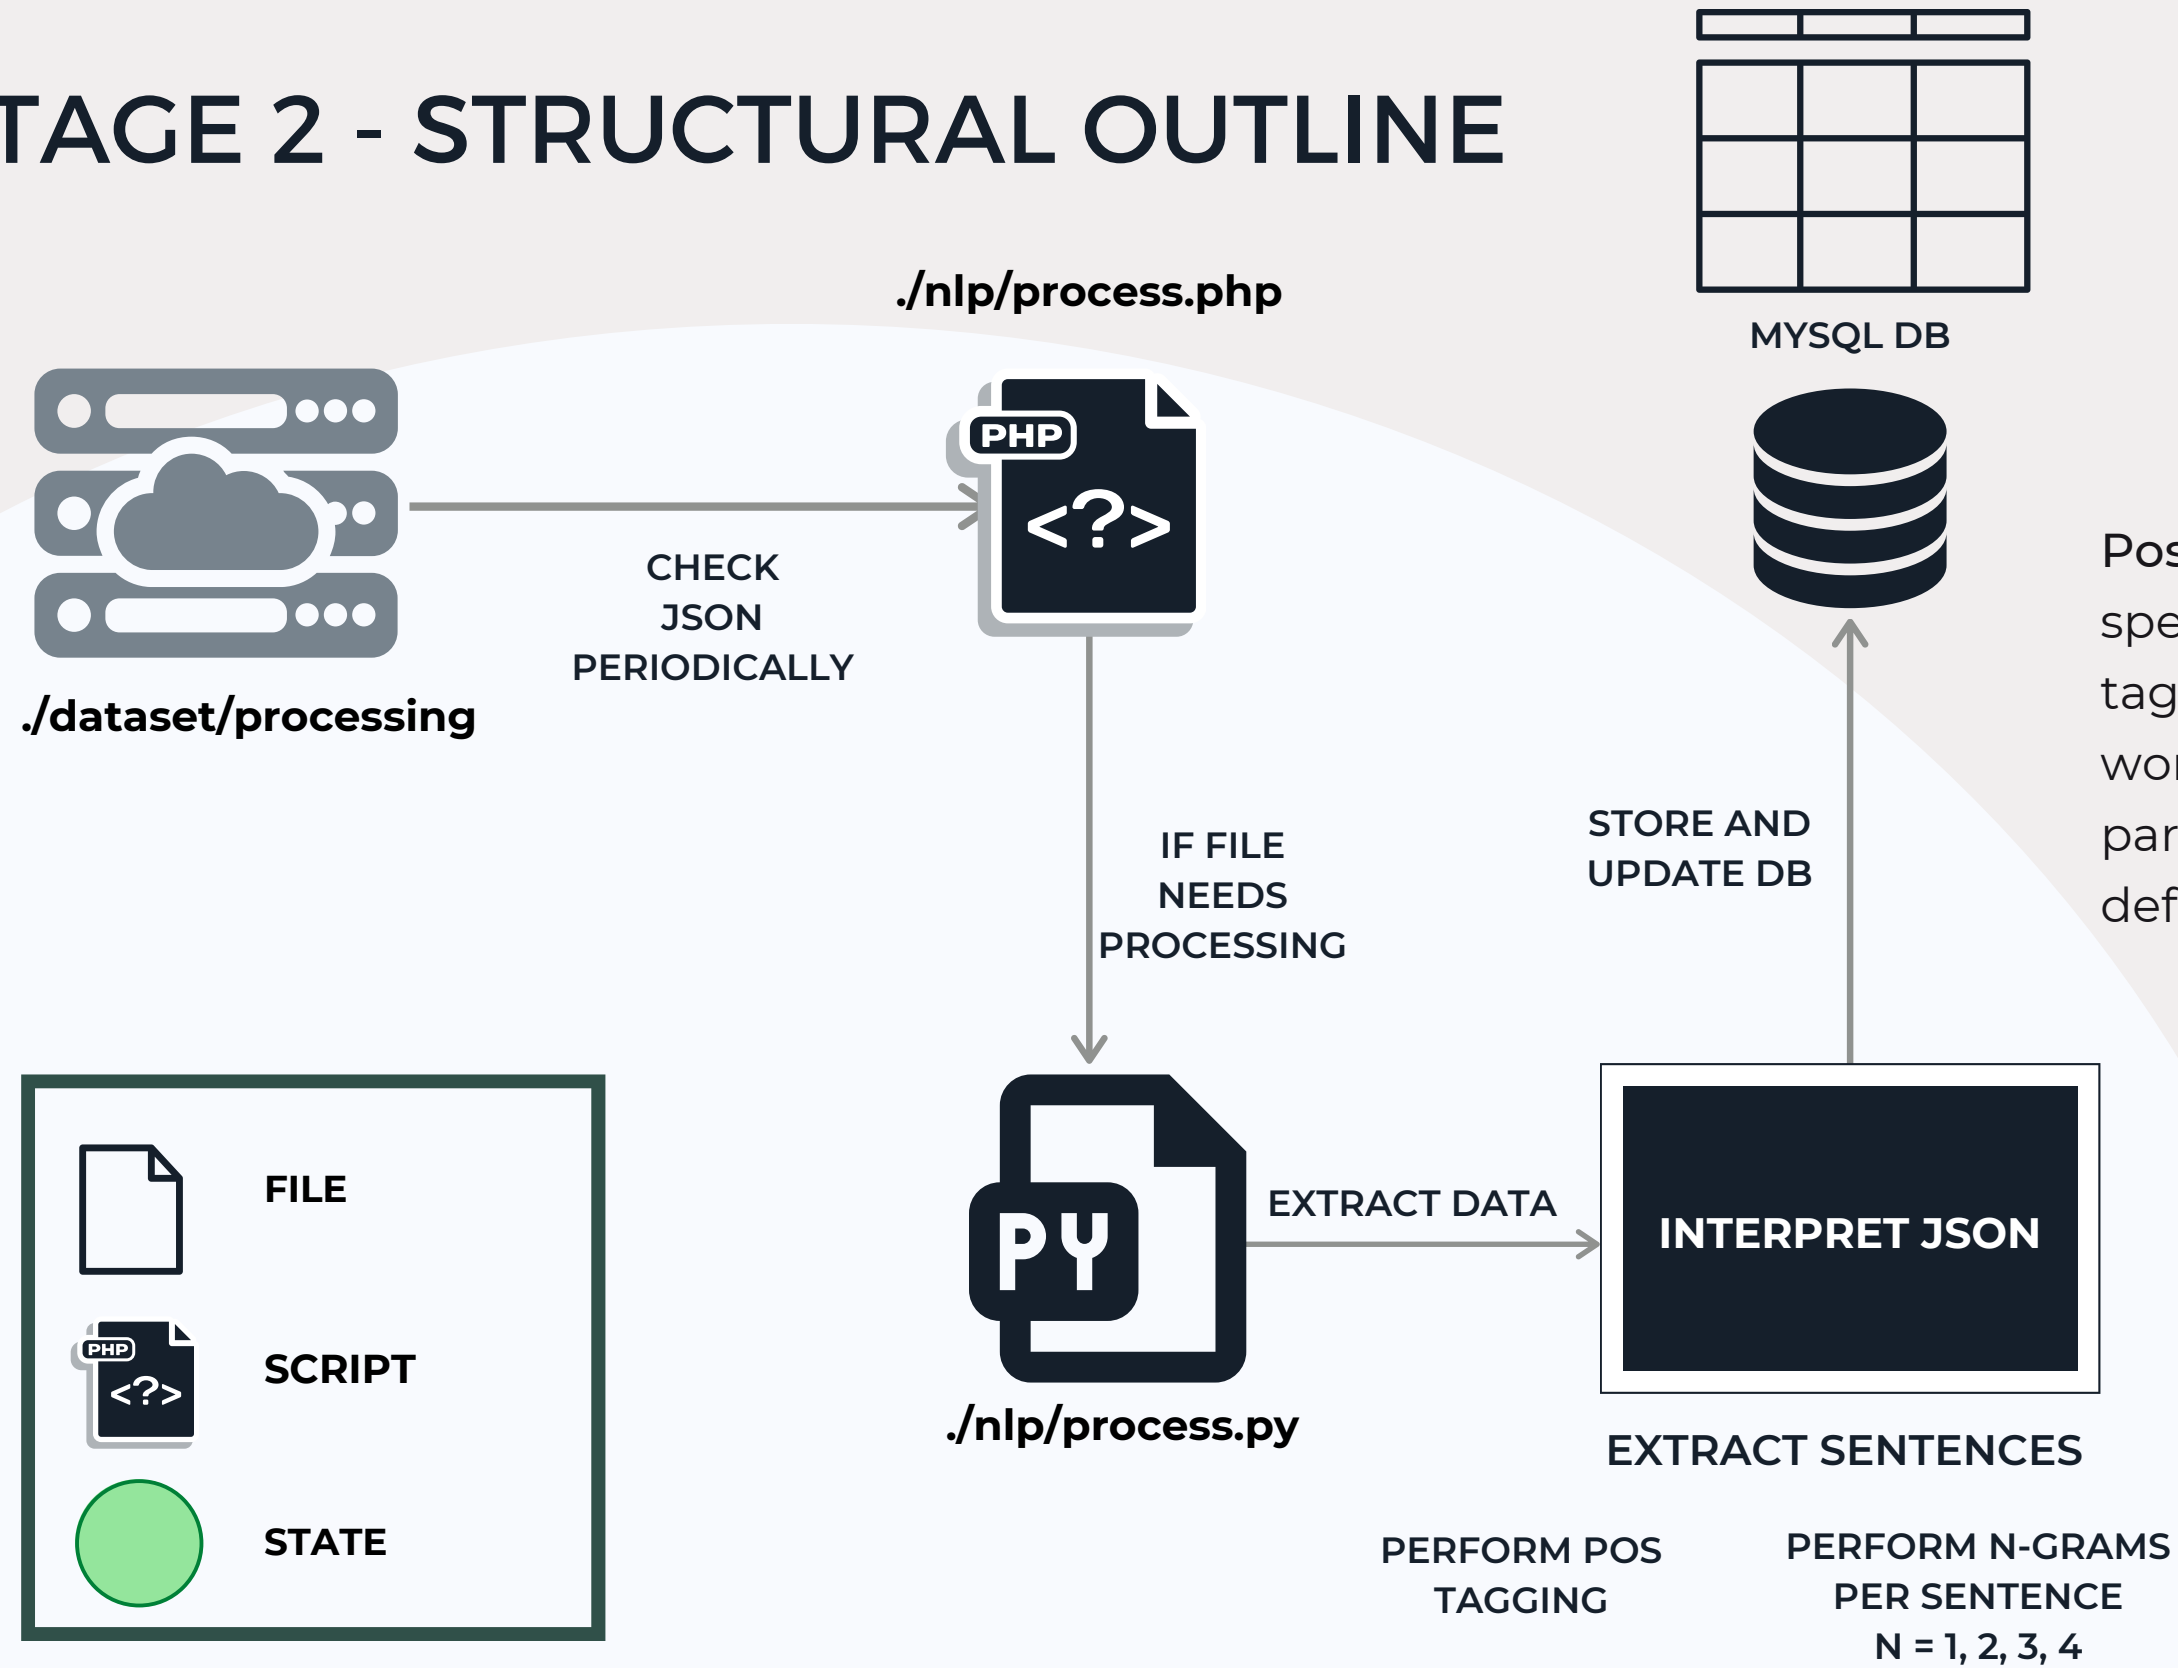 TAGE 2 - STRUCTURAL OUTLINE
./nlp/process.php
MYSQL DB
PHP
<?>
CHECK
JSON
PERIODICALLY
./dataset/processing
Pos
spe
tag
wor
par
def
IF FILE
NEEDS
PROCESSING
STORE AND
UPDATE DB
PY
EXTRACT DATA
INTERPRET JSON
./nlp/process.py
EXTRACT SENTENCES
PERFORM POS
TAGGING
PERFORM N-GRAMS
PER SENTENCE
N = 1, 2, 3, 4
FILE
PHP
<?>
SCRIPT
STATE